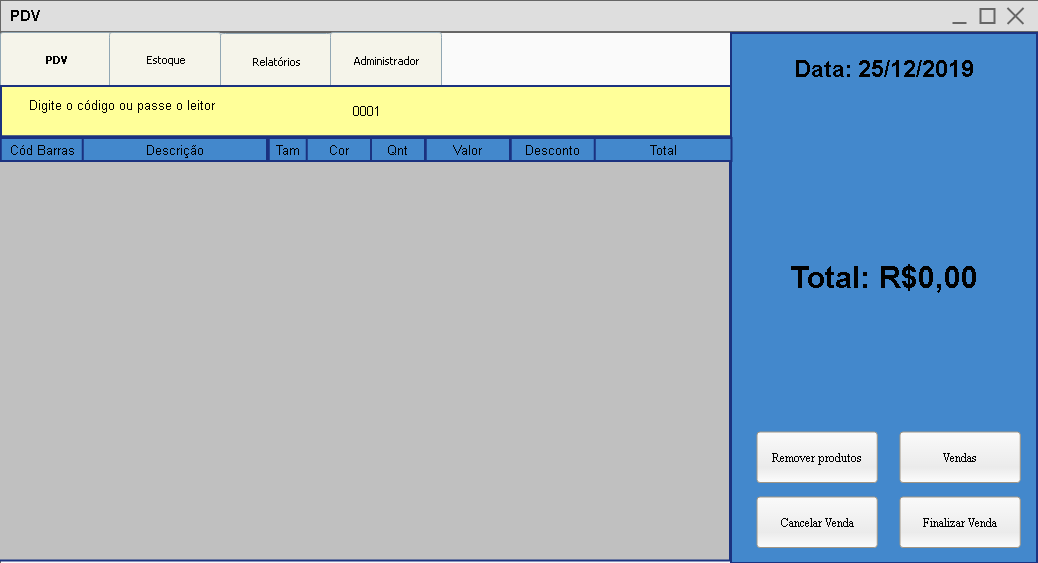 PDV
PDV Estoque Relatórios Administrador
Data: 25/12/2019
Digite o código ou passe o leitor 0001
Cód Barras Descrição Tam Cor Qnt Valor Desconto Total
Total: R$0,00
Remover produtos Vendas
Cancelar Venda Finalizar Venda